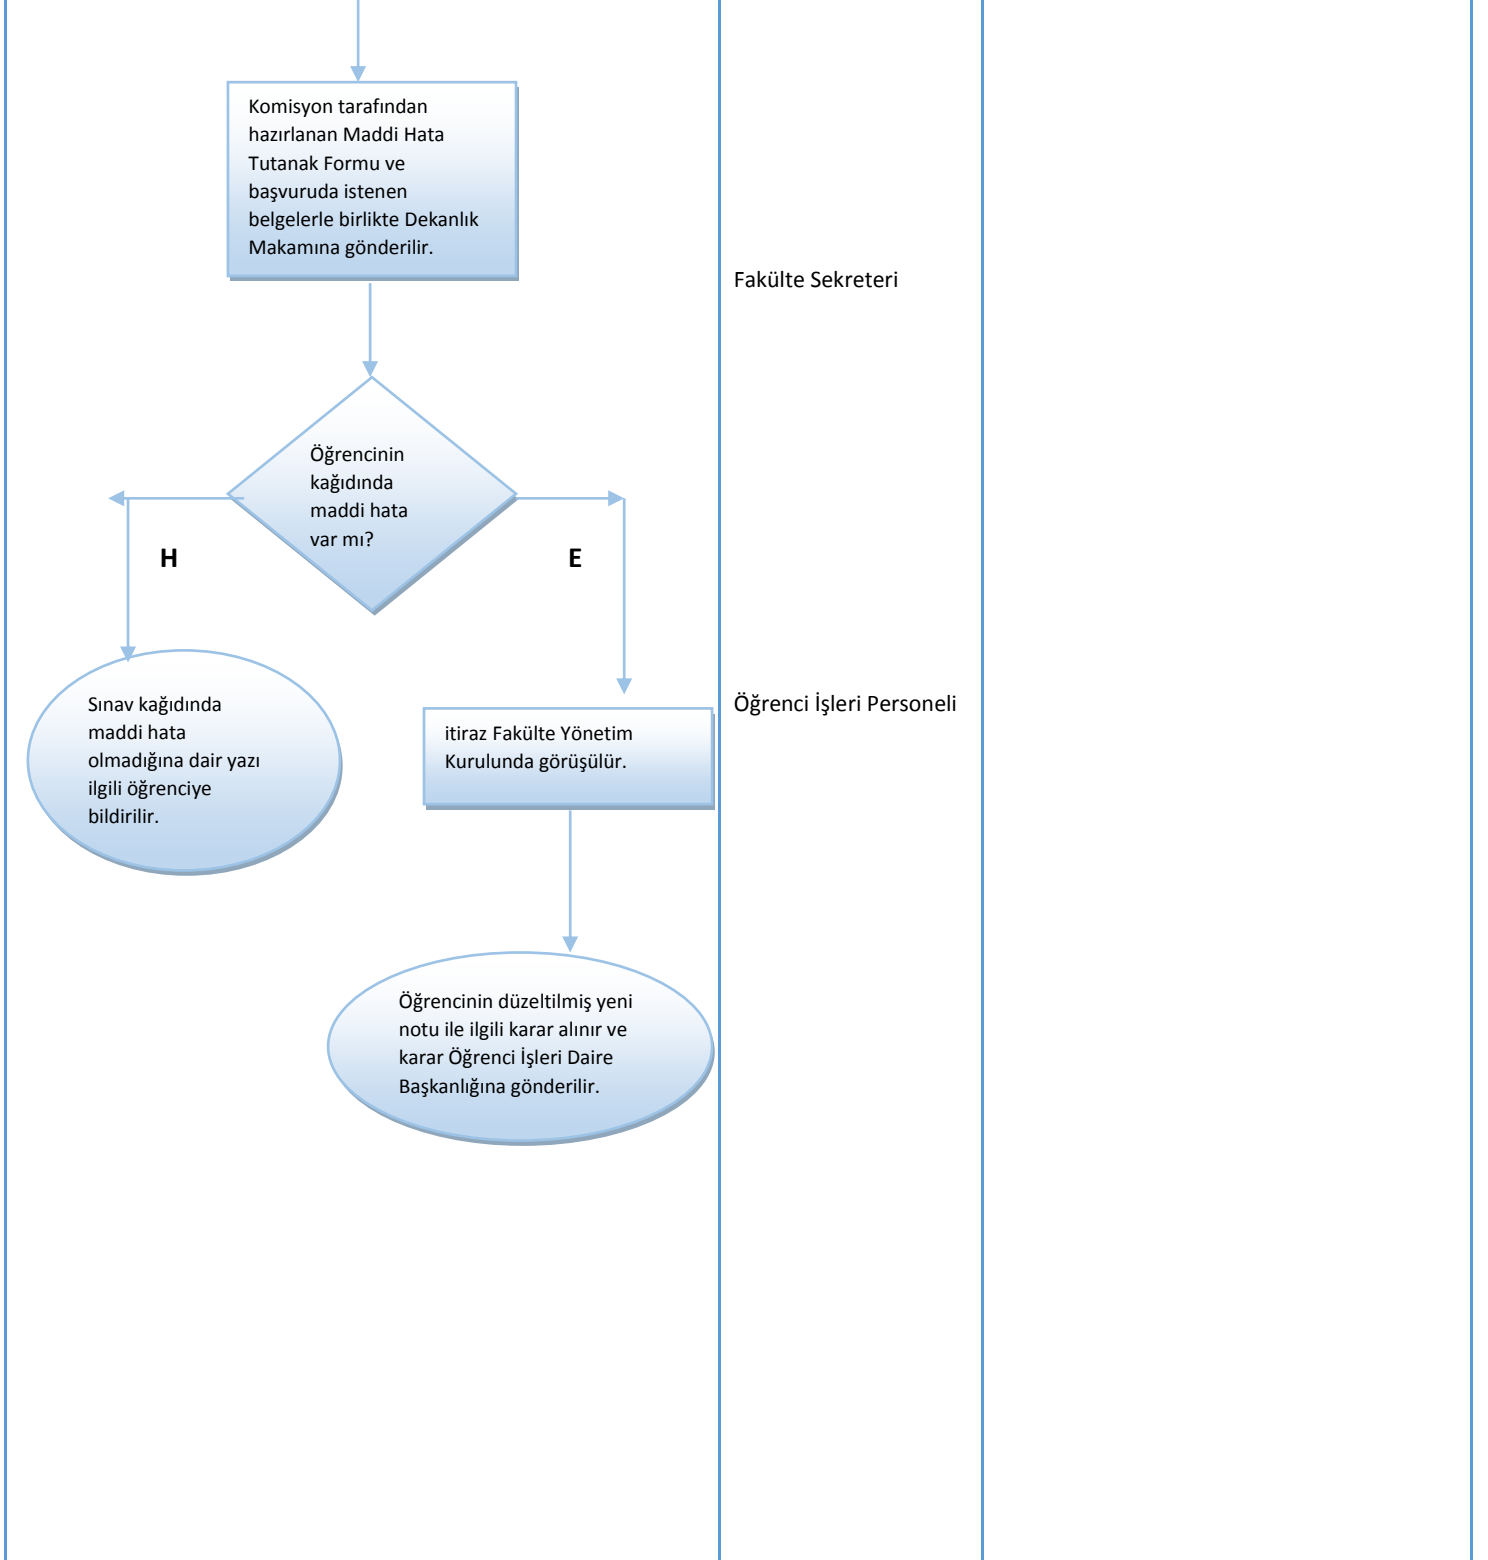 Komisyon tarafından
hazırlanan Maddi Hata
Tutanak Formu ve
başvuruda istenen
belgelerle birlikte Dekanlık
Makamına gönderilir.
Fakülte Sekreteri
Öğrencinin
kağıdında
maddi hata
var mı?
H
E
Sınav kağıdında
maddi hata
olmadığına dair yazı
ilgili öğrenciye
bildirilir.
itiraz Fakülte Yönetim
Kurulunda görüşülür.
Öğrenci İşleri Personeli
Öğrencinin düzeltilmiş yeni
notu ile ilgili karar alınır ve
karar Öğrenci İşleri Daire
Başkanlığına gönderilir.